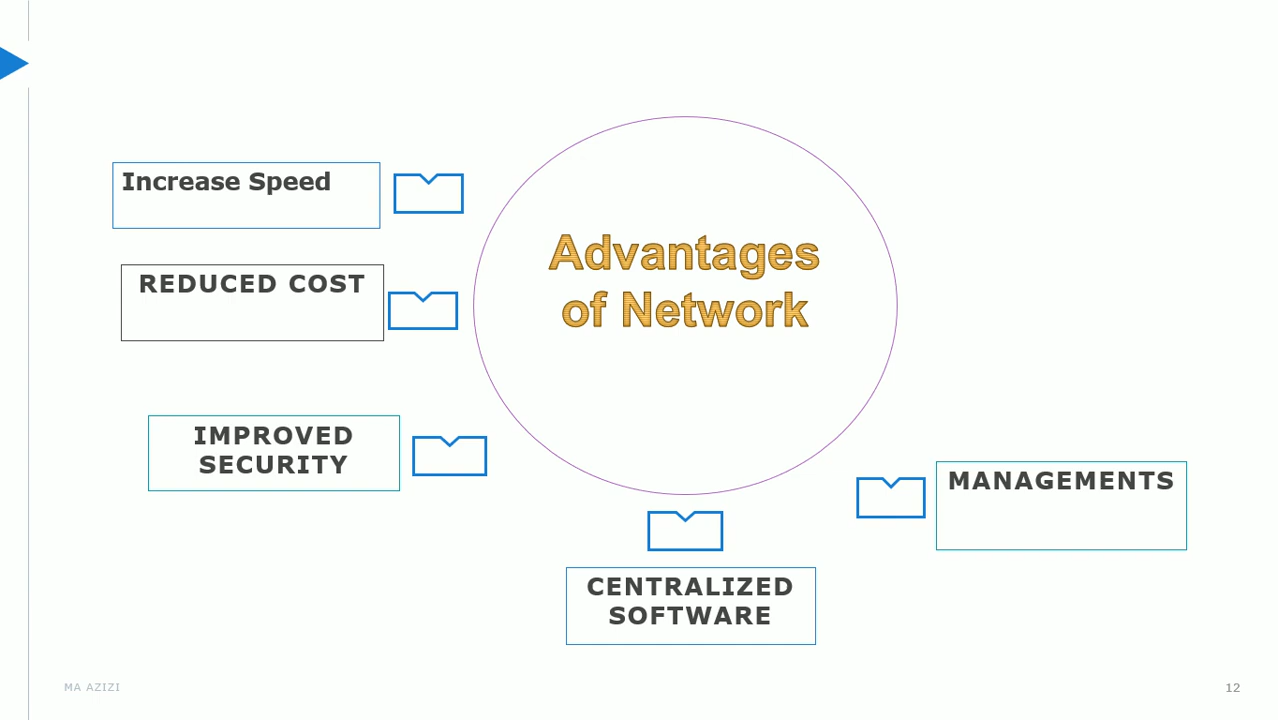 Increase Speed
REDUCED COST
IMPROVED
SECURITY
Advantages
of Network
CENTRALIZED
SOFTWARE
MANAGEMENTS
MA AZIZI
12